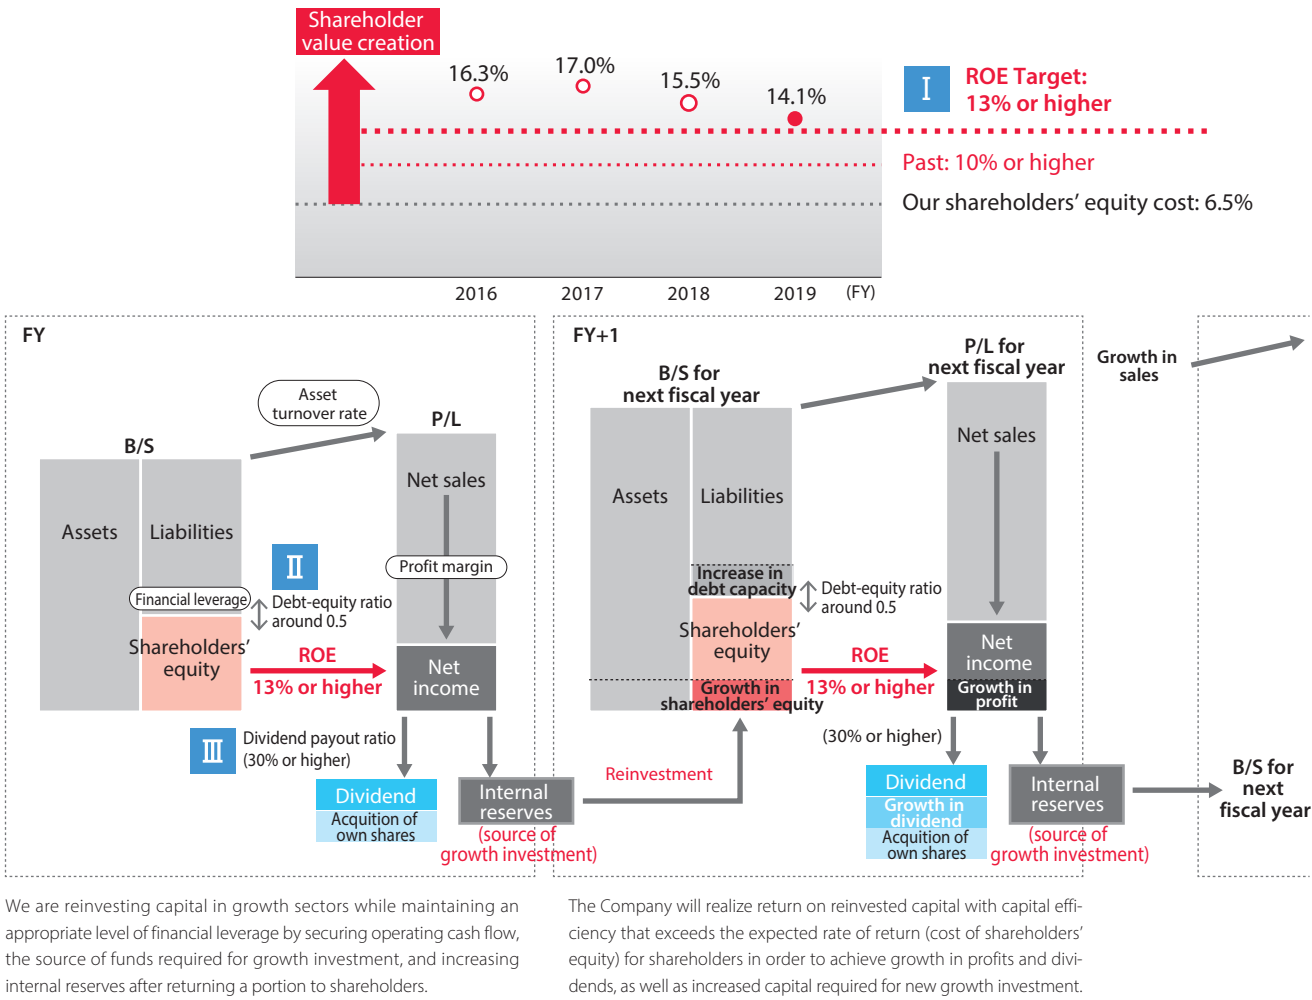 Shareholder
value creation
16.3%
17.0%
15.5%
14.1%
I
ROE Target:
13% or higher
Past: 10% or higher
Our shareholders’ equity cost: 6.5%
2016
2017
2018
2019
(FY)
FY
Asset
turnover rate
B/S
P/L
Assets
Liabilities
Net sales
Profit margin
II
Financial leverage
Debt-equity ratio
around 0.5
Shareholders’
equity
ROE
13% or higher
Net
income
III
Dividend payout ratio
(30% or higher)
Dividend
Acqution of
own shares
Internal
reserves
(source of
growth investment)
Reinvestment
FY+1
B/S for
next fiscal year
P/L for
next fiscal year
Assets
Liabilities
Net sales
Increase in
debt capacity
Debt-equity ratio
around 0.5
Shareholders’
equity
Growth in
shareholders’ equity
ROE
13% or higher
Net
income
Growth in
profit
(30% or higher)
Dividend
Growth in
dividend
Acqution of
own shares
Internal
reserves
(source of
growth investment)
Growth in
sales
B/S for
next
fiscal year
We are reinvesting capital in growth sectors while maintaining an
appropriate level of financial leverage by securing operating cash flow,
the source of funds required for growth investment, and increasing
internal reserves after returning a portion to shareholders.
The Company will realize return on reinvested capital with capital effi-
ciency that exceeds the expected rate of return (cost of shareholders’
equity) for shareholders in order to achieve growth in profits and divi-
dends, as well as increased capital required for new growth investment.